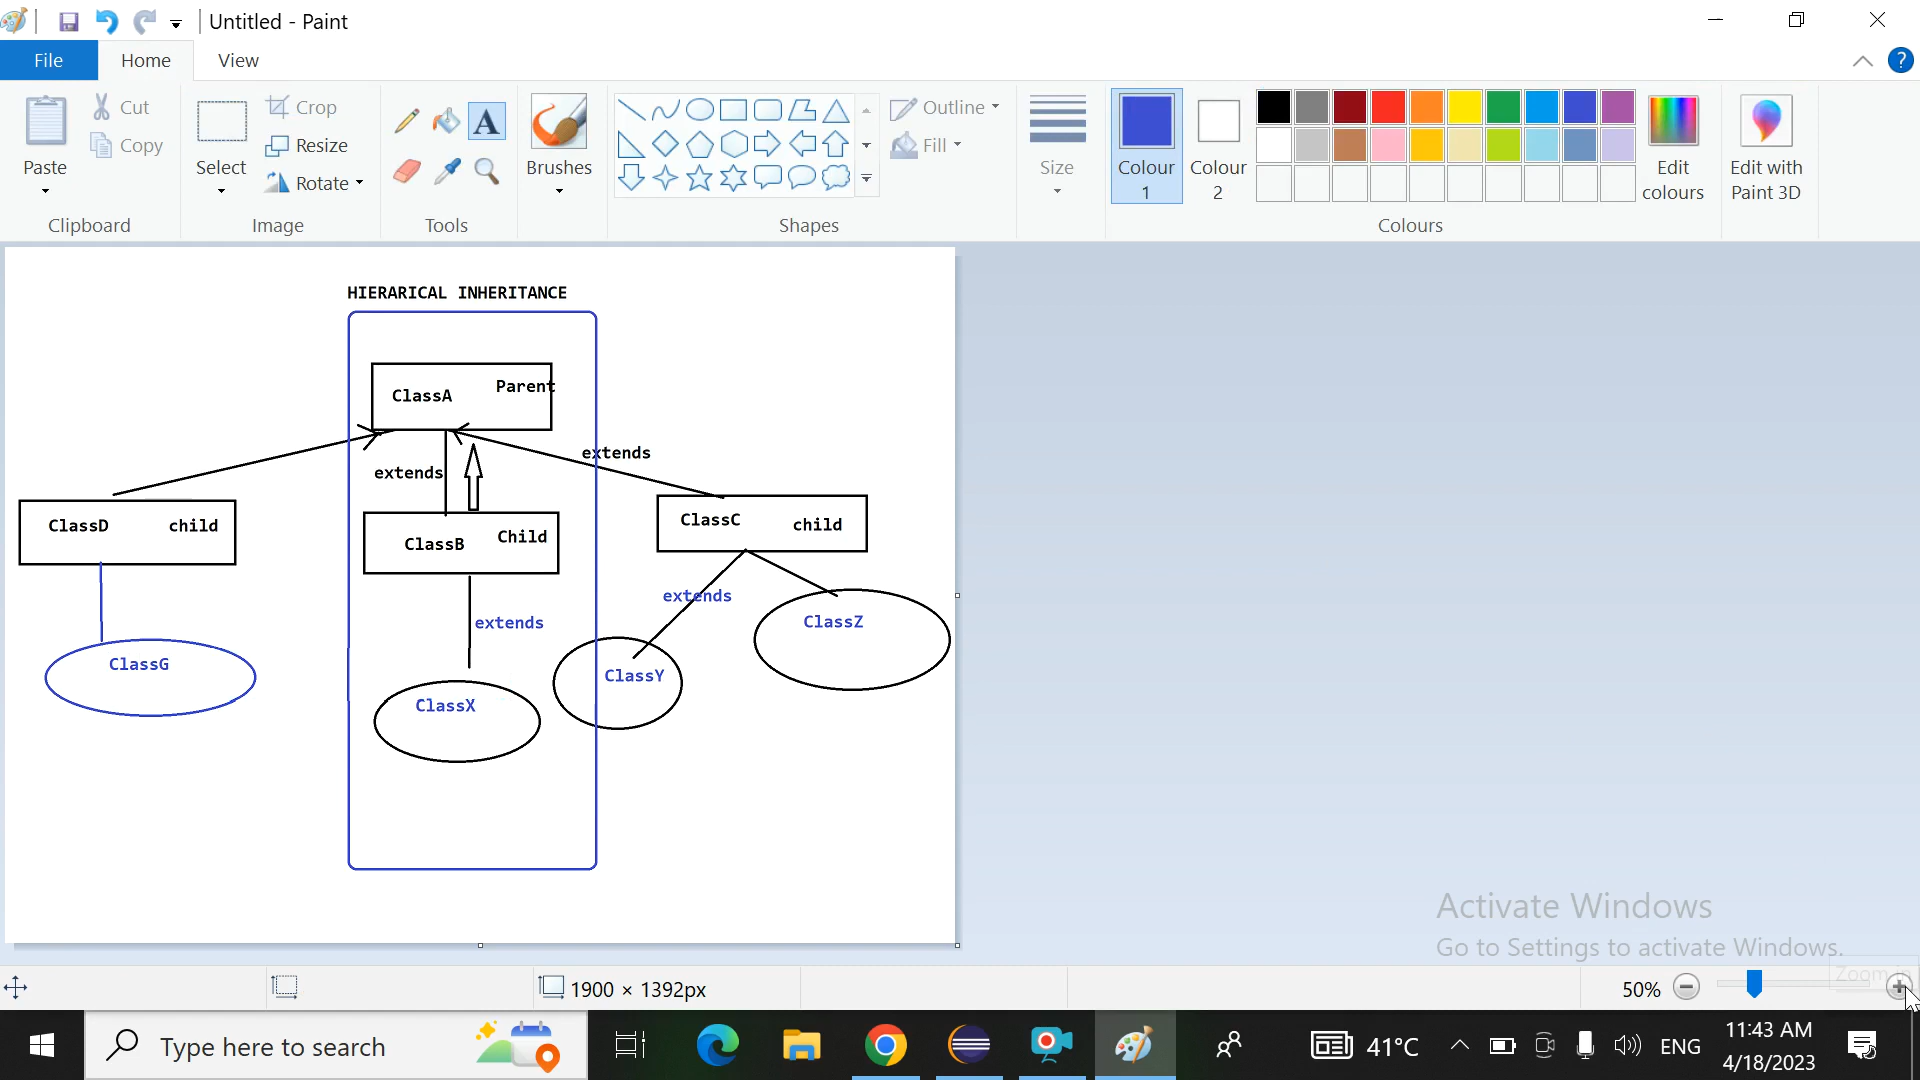 Untitled - Paint
File Home View
Paste
Cut
Copy
Clipboard
Select
Crop
Resize
Rotate
Image
Tools
Brushes
Shapes
Outline
Fill
Size
Colour 1
Colour 2
Edit colours
Colours
Edit with Paint 3D
HIERARICAL INHERITANCE
ClassA Parent
extends
extends
ClassD child
ClassB Child
ClassC child
extends
extends
ClassZ
ClassG
ClassY
ClassX
Activate Windows
Go to Settings to activate Windows.
Zoom in
1900 × 1392px
50%
Type here to search
41°C
ENG
11:43 AM
4/18/2023